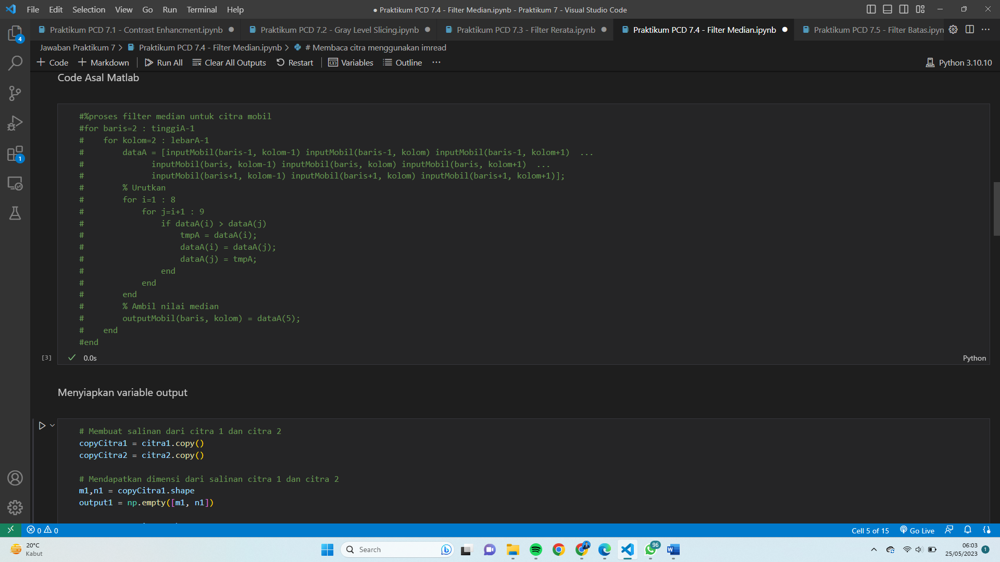 File Edit Selection View Go Run Terminal Help
● Praktikum PCD 7.4 - Filter Median.ipynb - Praktikum 7 - Visual Studio Code
Praktikum PCD 7.1 - Contrast Enhancment.ipynb
Praktikum PCD 7.2 - Gray Level Slicing.ipynb
Praktikum PCD 7.3 - Filter Rerata.ipynb
Praktikum PCD 7.4 - Filter Median.ipynb
Praktikum PCD 7.5 - Filter Batas.ipyn
Jawaban Praktikum 7 > Praktikum PCD 7.4 - Filter Median.ipynb > # Membaca citra menggunakan imread
+ Code + Markdown Run All Clear All Outputs Restart Variables Outline ... Python 3.10.10
4
1
Code Asal Matlab
#%proses filter median untuk citra mobil
#for baris=2 : tinggiA-1
#    for kolom=2 : lebarA-1
#        dataA = [inputMobil(baris-1, kolom-1) inputMobil(baris-1, kolom) inputMobil(baris-1, kolom+1)  ...
#              inputMobil(baris, kolom-1) inputMobil(baris, kolom) inputMobil(baris, kolom+1)  ...
#              inputMobil(baris+1, kolom-1) inputMobil(baris+1, kolom) inputMobil(baris+1, kolom+1)];
#        % Urutkan
#        for i=1 : 8
#            for j=i+1 : 9
#                if dataA(i) > dataA(j)
#                    tmpA = dataA(i);
#                    dataA(i) = dataA(j);
#                    dataA(j) = tmpA;
#                end
#            end
#        end
#        % Ambil nilai median
#        outputMobil(baris, kolom) = dataA(5);
#    end
#end
[3] ✓ 0.0s Python
Menyiapkan variable output
# Membuat salinan dari citra 1 dan citra 2
copyCitra1 = citra1.copy()
copyCitra2 = citra2.copy()
# Mendapatkan dimensi dari salinan citra 1 dan citra 2
m1,n1 = copyCitra1.shape
output1 = np.empty([m1, n1])
0 0 Cell 5 of 15 Go Live
20°C
Kabut
Search
96
06:03
25/05/2023
1